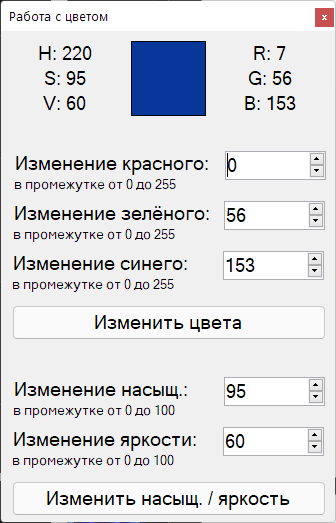 Работа с цветом
H: 220
R: 7
S: 95
G: 56
V: 60
B: 153
Изменение красного: 0
в промежутке от 0 до 255
Изменение зелёного: 56
в промежутке от 0 до 255
Изменение синего: 153
в промежутке от 0 до 255
Изменить цвета
Изменение насыщ.: 95
в промежутке от 0 до 100
Изменение яркости: 60
в промежутке от 0 до 100
Изменить насыщ. / яркость